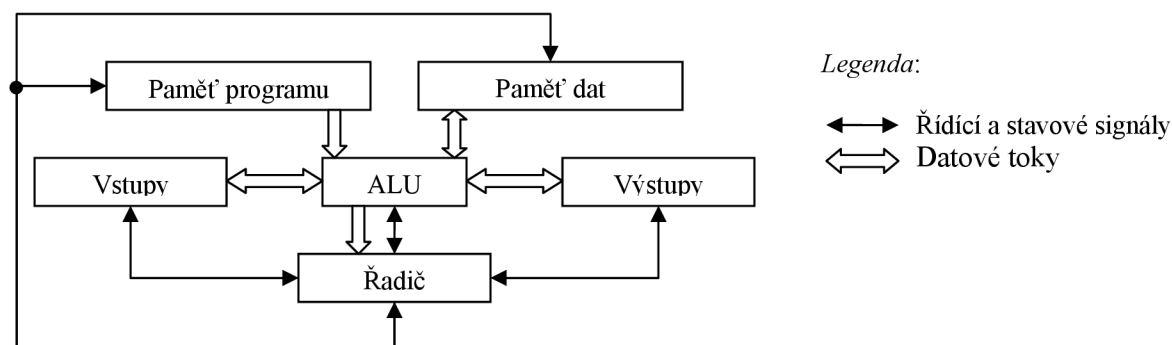 Legenda:
Paměť programu
Paměť dat
Řídící a stavové signály
Datové toky
Vstupy
ALU
Výstupy
Řadič